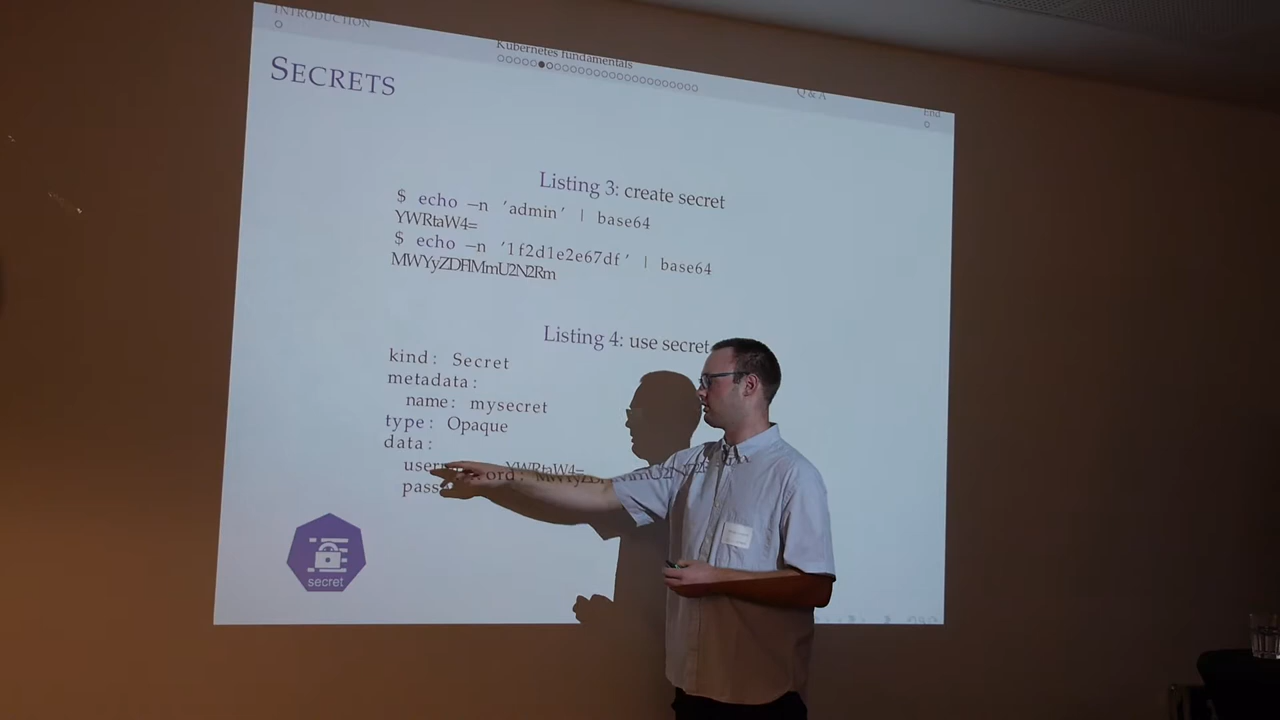 INTRODUCTION
Kubernetes fundamentals
Q & A
End
SECRETS
Listing 3: create secret
$ echo –n 'admin' | base64
YWRtaW4=
$ echo –n '1f2d1e2e67df' | base64
MWYyZDFlMmU2N2Rm
Listing 4: use secret
kind: Secret
metadata:
name: mysecret
type: Opaque
data:
YWRtaW4=
secret